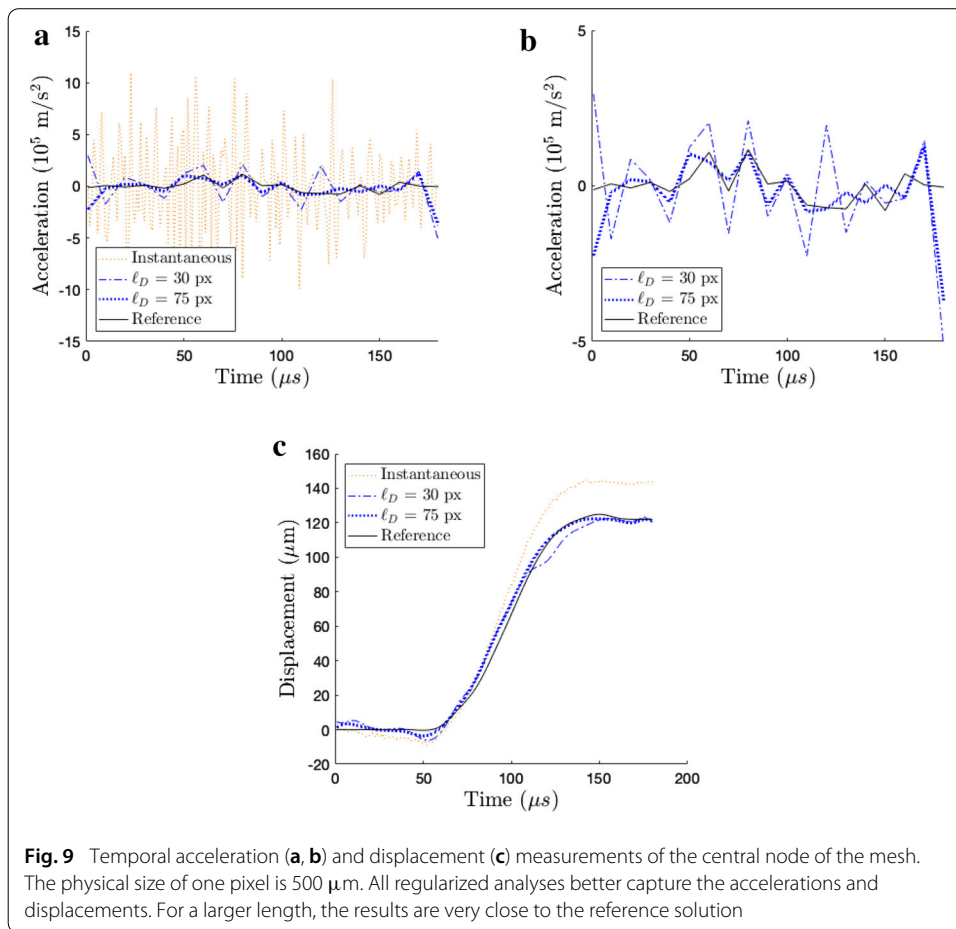 a
Acceleration (10⁵ m/s²)
15
10
5
0
-5
-10
-15
Instantaneous
ℓ_D = 30 px
ℓ_D = 75 px
Reference
0
50
100
150
Time (μs)
b
Acceleration (10⁵ m/s²)
5
0
-5
ℓ_D = 30 px
ℓ_D = 75 px
Reference
0
50
100
150
Time (μs)
c
Displacement (μm)
160
140
120
100
80
60
40
20
0
-20
Instantaneous
ℓ_D = 30 px
ℓ_D = 75 px
Reference
0
50
100
150
200
Time (μs)
Fig. 9 Temporal acceleration (a, b) and displacement (c) measurements of the central node of the mesh.
The physical size of one pixel is 500 μm. All regularized analyses better capture the accelerations and
displacements. For a larger length, the results are very close to the reference solution